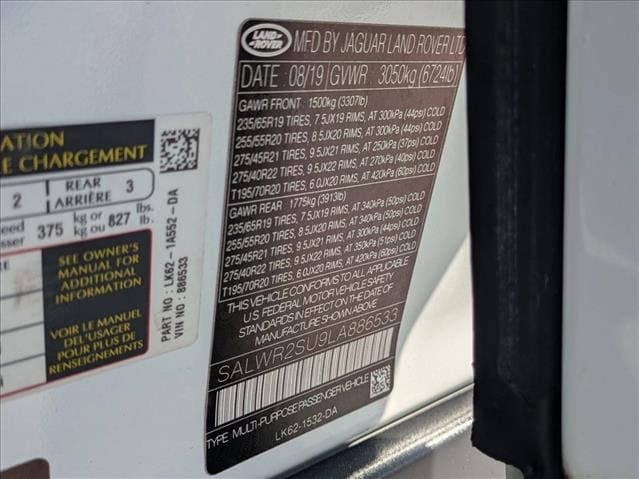 LAND ROVER
MFD BY JAGUAR LAND ROVER LTD
DATE 08/19 GVWR 3050kg (6724lb)
GAWR FRONT 1500kg (3307lb)
235/65R19 TIRES, 7.5JX19 RIMS, AT 300kPa (44psi) COLD
255/55R20 TIRES, 8.5JX20 RIMS, AT 300kPa (44psi) COLD
275/45R21 TIRES, 9.5JX21 RIMS, AT 250kPa (37psi) COLD
275/40R22 TIRES, 9.5JX22 RIMS, AT 270kPa (40psi) COLD
T195/70R20 TIRES, 6.0JX20 RIMS, AT 420kPa (60psi) COLD
GAWR REAR 1775kg (3913lb)
235/65R19 TIRES, 7.5JX19 RIMS, AT 340kPa (50psi) COLD
255/55R20 TIRES, 8.5JX20 RIMS, AT 340kPa (50psi) COLD
275/45R21 TIRES, 9.5JX21 RIMS, AT 300kPa (44psi) COLD
275/40R22 TIRES, 9.5JX22 RIMS, AT 350kPa (51psi) COLD
T195/70R20 TIRES, 6.0JX20 RIMS, AT 420kPa (60psi) COLD
THIS VEHICLE CONFORMS TO ALL APPLICABLE
U.S. FEDERAL MOTOR VEHICLE SAFETY
STANDARDS IN EFFECT ON THE DATE OF
MANUFACTURE SHOWN ABOVE
SALWR2SU9LA886533
TYPE: MULTI-PURPOSE PASSENGER VEHICLE
LK62-1532-DA
ATION
E CHARGEMENT
2 REAR ARRIÈRE 3
375 kg or kg ou 827 lbs. lb.
SEE OWNER'S
MANUAL FOR
ADDITIONAL
INFORMATION
VOIR LE MANUEL
DEL'USAGER
POUR PLUS DE
RENSEIGNEMENTS
LK62-1A552-DA
VIN NO : 886533